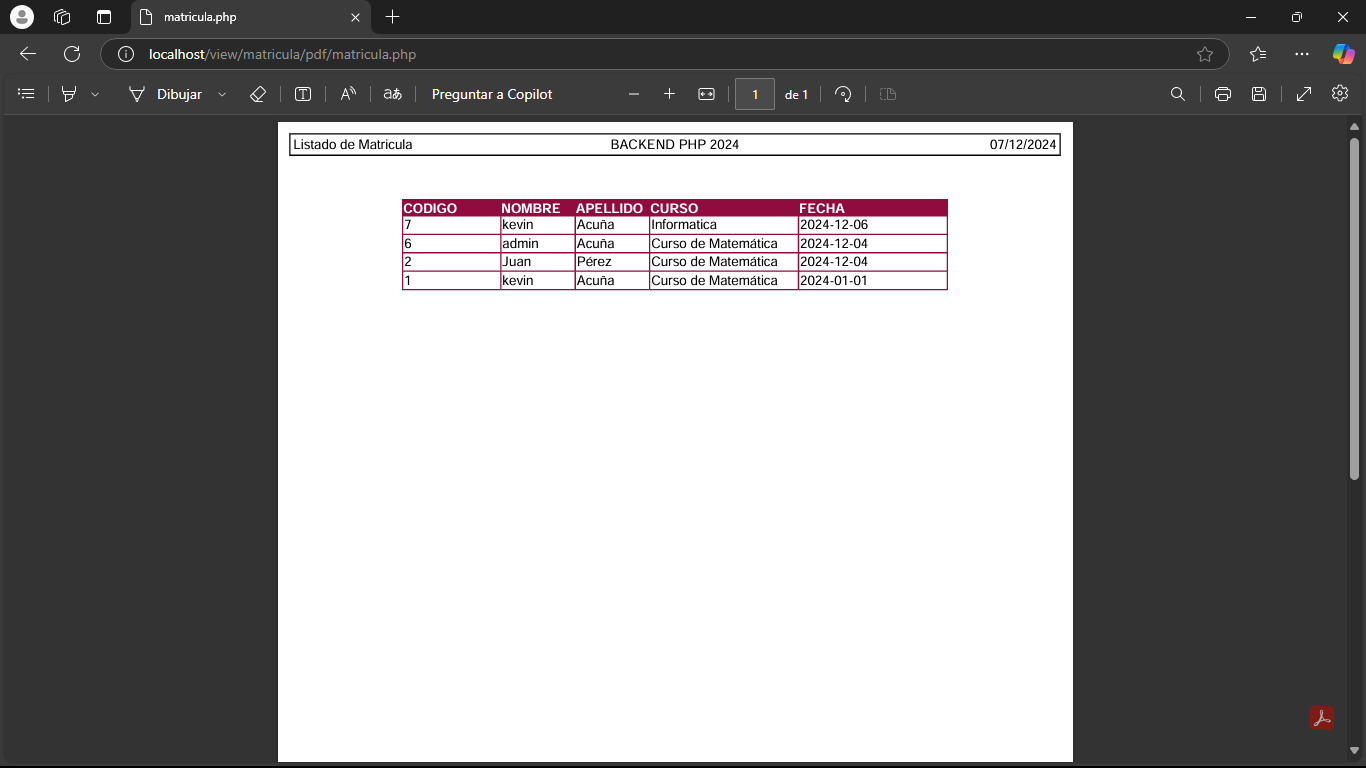 matricula.php
localhost/view/matricula/pdf/matricula.php
Dibujar
aあ
Preguntar a Copilot
1 de 1
Listado de Matricula BACKEND PHP 2024 07/12/2024
CODIGO NOMBRE APELLIDO CURSO FECHA
7 kevin Acuña Informatica 2024-12-06
6 admin Acuña Curso de Matemática 2024-12-04
2 Juan Pérez Curso de Matemática 2024-12-04
1 kevin Acuña Curso de Matemática 2024-01-01